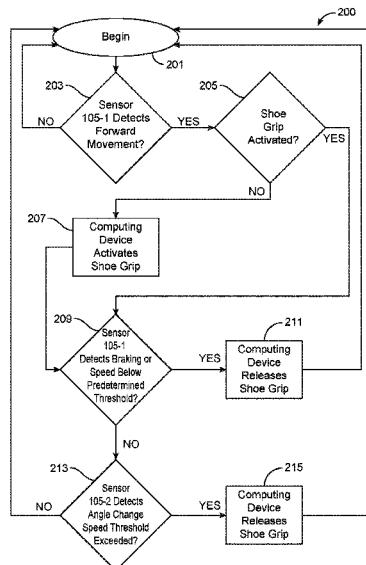 200
Begin
201
203
205
Sensor
105-1 Detects
Forward
Movement?
NO
YES
Shoe
Grip
Activated?
YES
NO
207
Computing
Device
Activates
Shoe Grip
209
Sensor
105-1
Detects Braking or
Speed Below
Predetermined
Threshold?
YES
211
Computing
Device
Releases
Shoe Grip
NO
213
Sensor
105-2 Detects
Angle Change
Speed Threshold
Exceeded?
NO
YES
215
Computing
Device
Releases
Shoe Grip